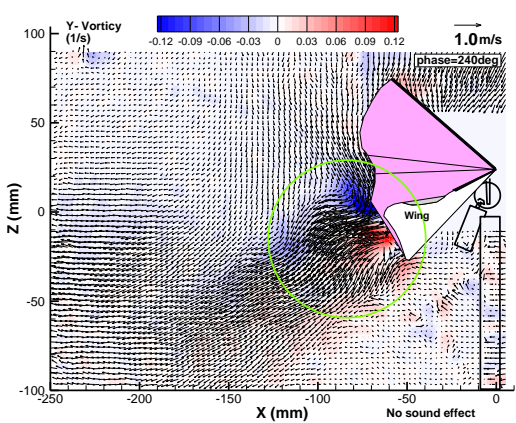 Y- Vorticy
(1/s)
-0.12 -0.09 -0.06 -0.03 0 0.03 0.06 0.09 0.12
1.0m/s
phase=240deg
100
50
0
-50
-100
Z (mm)
Wing
-250 -200 -150 -100 -50 0
X (mm)
No sound effect